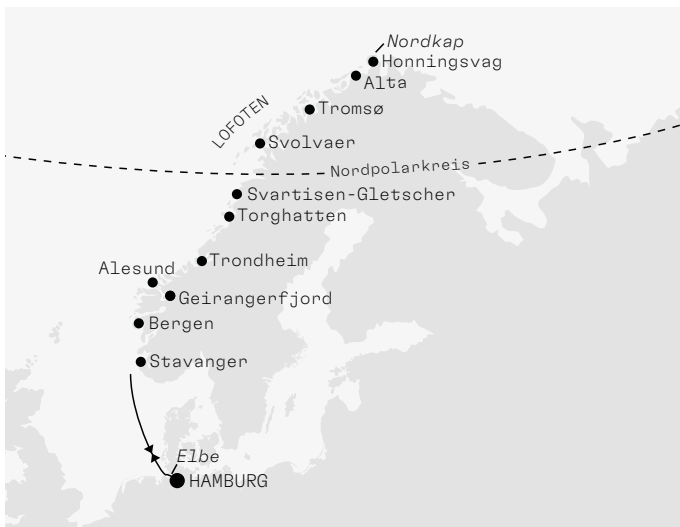 Nordkap
Honningsvag
Alta
LOFOTEN
Tromsø
Svolvaer
Nordpolarkreis
Svartisen-Gletscher
Torghatten
Trondheim
Alesund
Geirangerfjord
Bergen
Stavanger
Elbe
HAMBURG